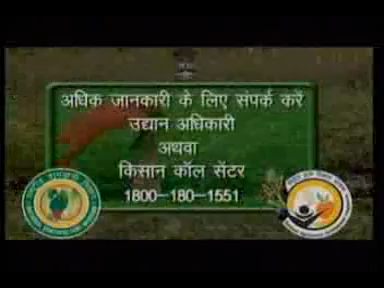 अधिक जानकारी के लिए संपर्क करें
उद्यान अधिकारी
अथवा
किसान कॉल सेंटर
1800-180-1551